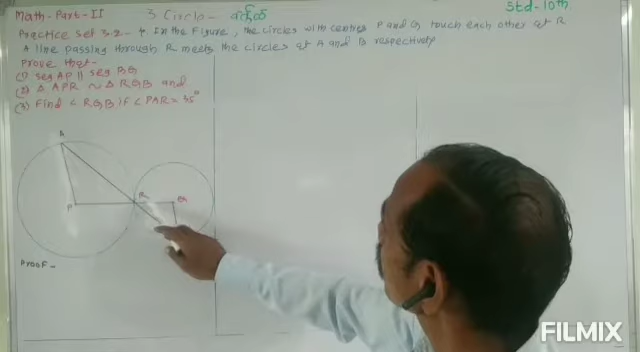 Math-Part-II 3 Circle- वर्तुळ Std-10th
Practice Set 3.2 - 4 In the Figure, the circles with centres P and Q touch each other at R
A line passing through R meets the circles at A and B respectively
Prove that-
(1) seg AP || seg BQ
(2) △ APR ~ △ RQB and
(3) Find ∠ RQB if ∠ PAR = 35°
A
R
Q
P
Proof -
FILMIX